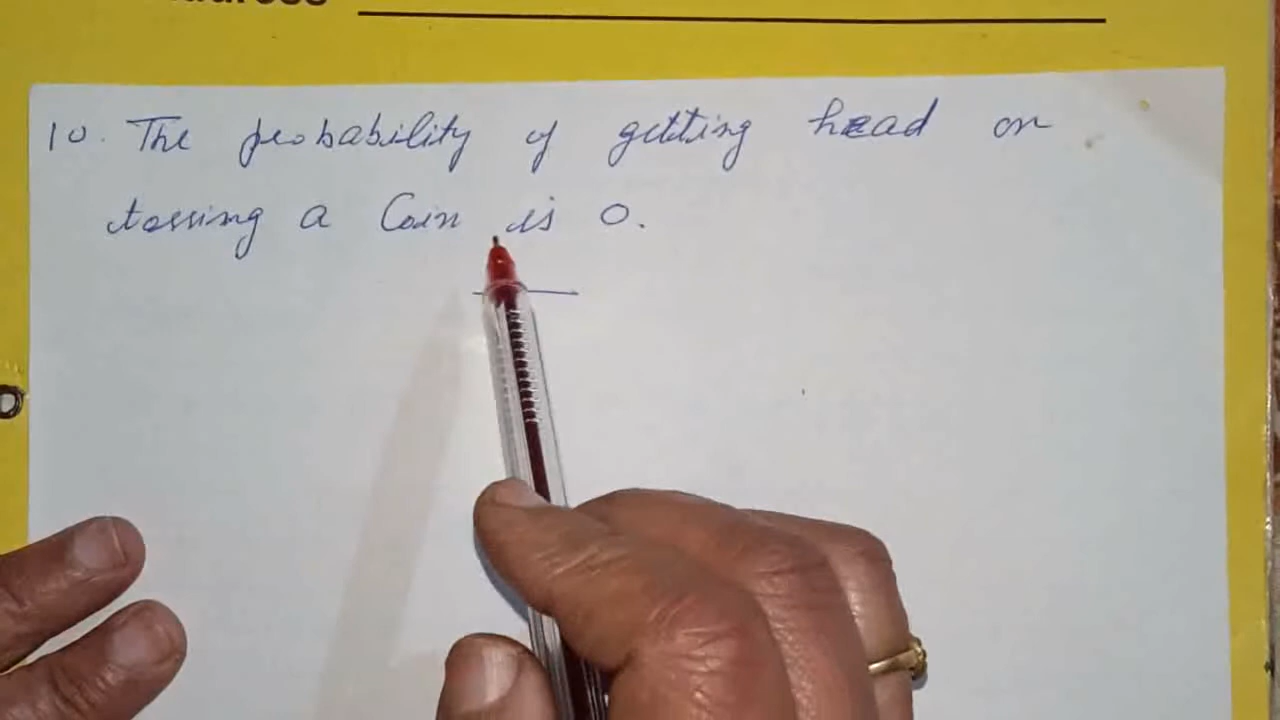 10. The probability of getting head on
tossing a Coin is 0.